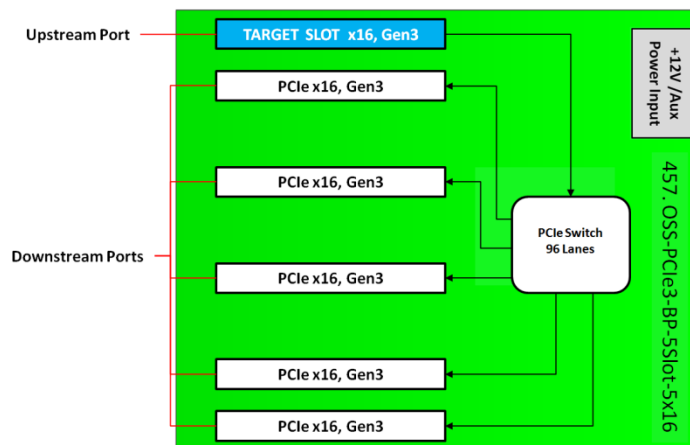 Upstream Port
TARGET SLOT x16, Gen3
+12V /Aux
Power Input
PCIe x16, Gen3
PCIe x16, Gen3
457. OSS-PCIe3-BP-5Slot-5x16
PCIe Switch
96 Lanes
Downstream Ports
PCIe x16, Gen3
PCIe x16, Gen3
PCIe x16, Gen3